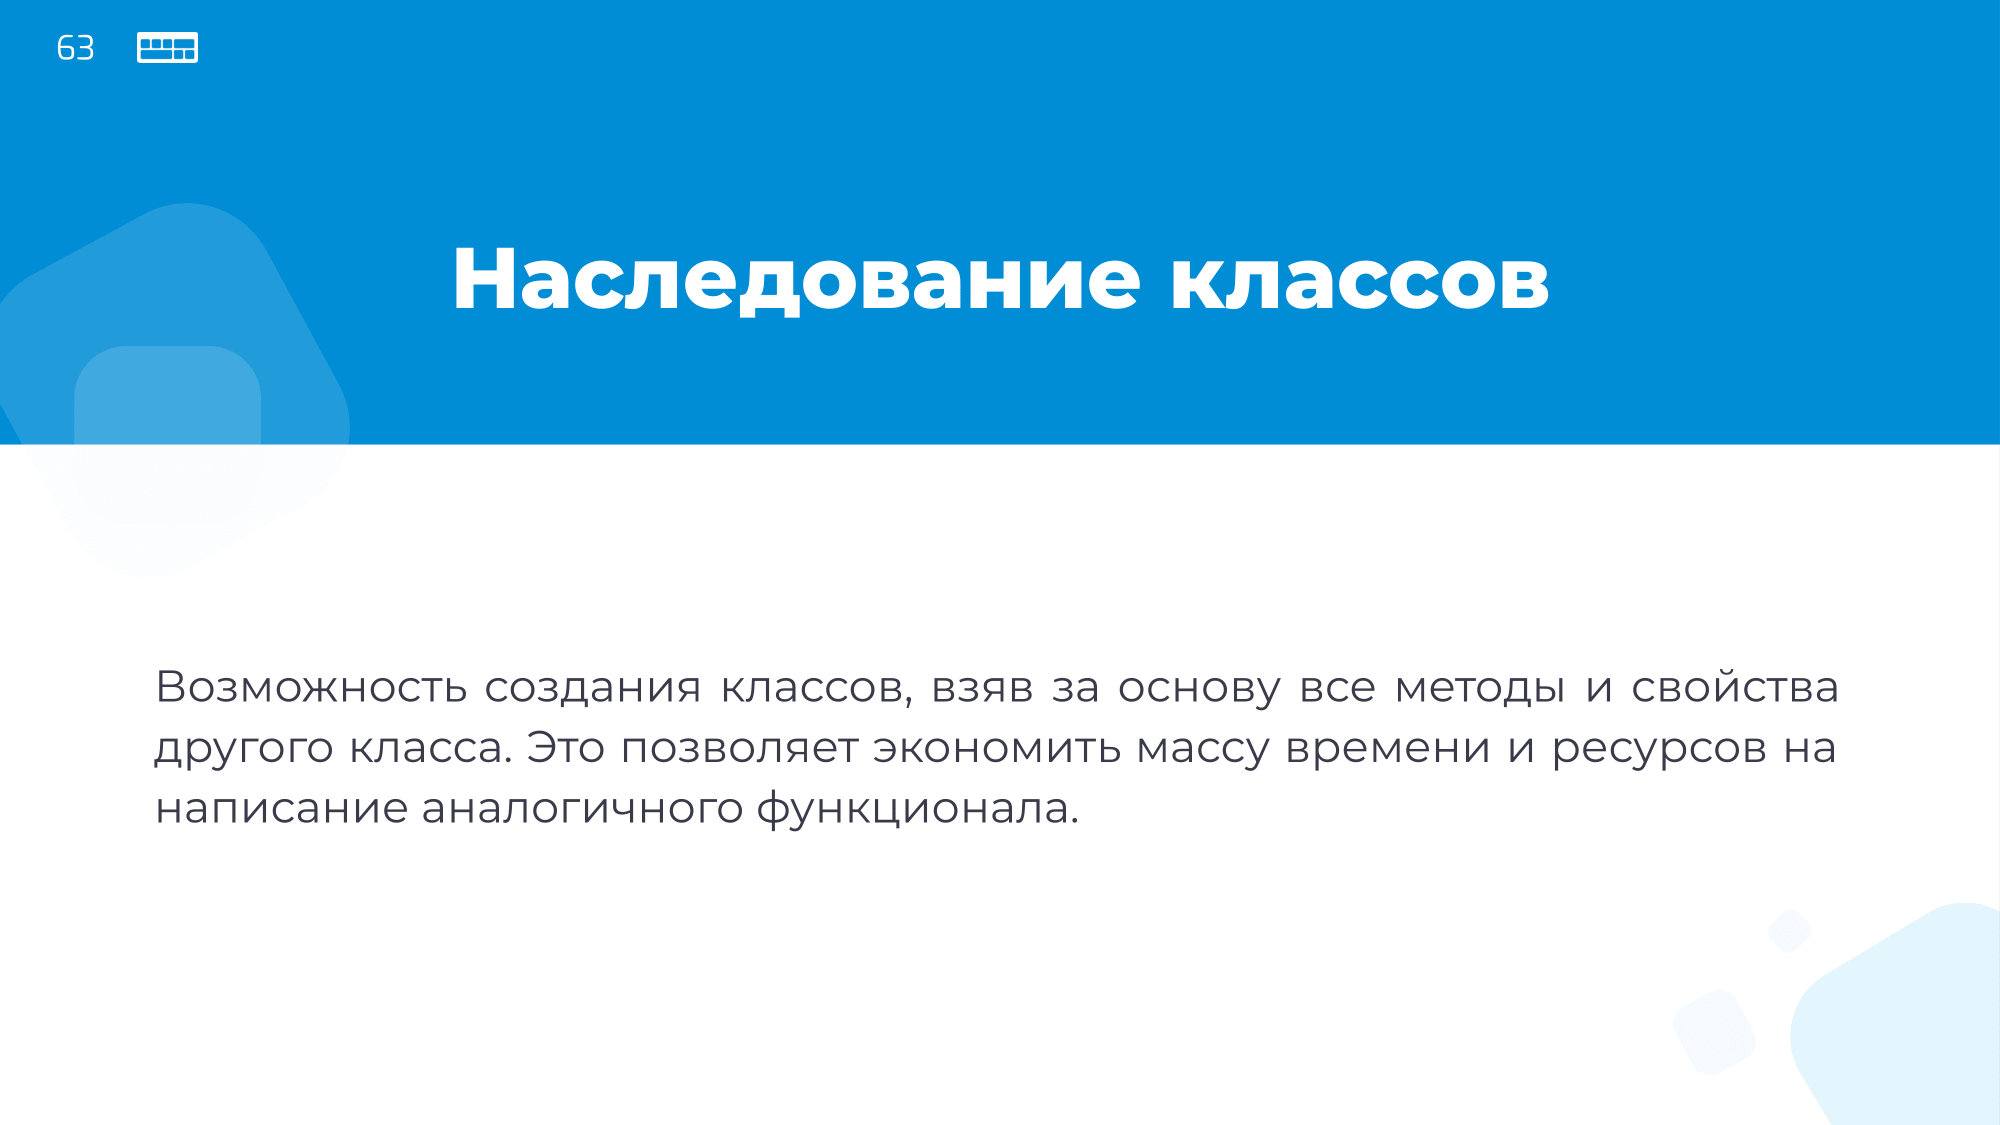 63
Наследование классов
Возможность создания классов, взяв за основу все методы и свойства
другого класса. Это позволяет экономить массу времени и ресурсов на
написание аналогичного функционала.